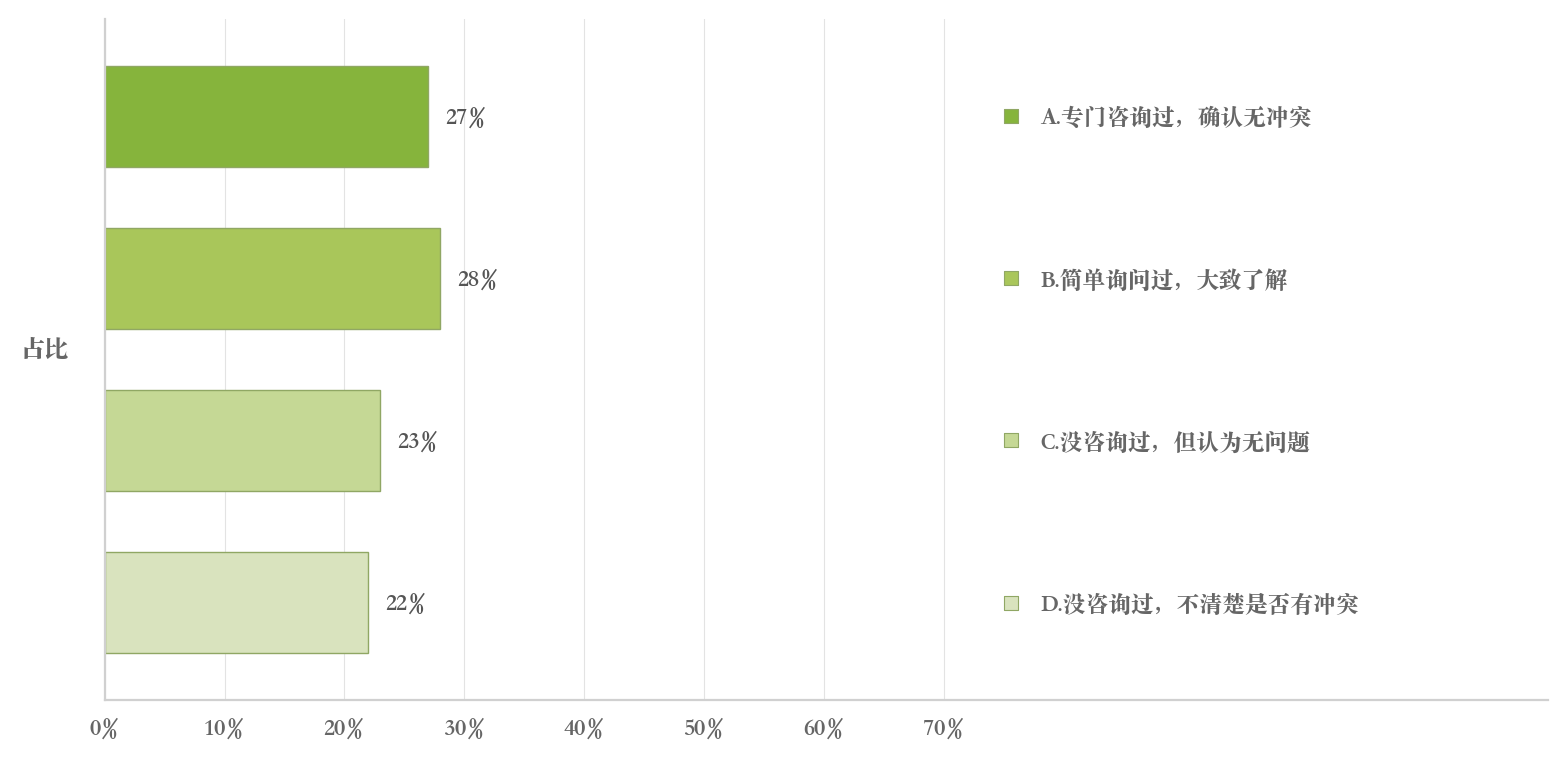 27%
A.专门咨询过，确认无冲突
28%
B.简单询问过，大致了解
占比
23%
C.没咨询过，但认为无问题
22%
D.没咨询过，不清楚是否有冲突
0% 10% 20% 30% 40% 50% 60% 70%